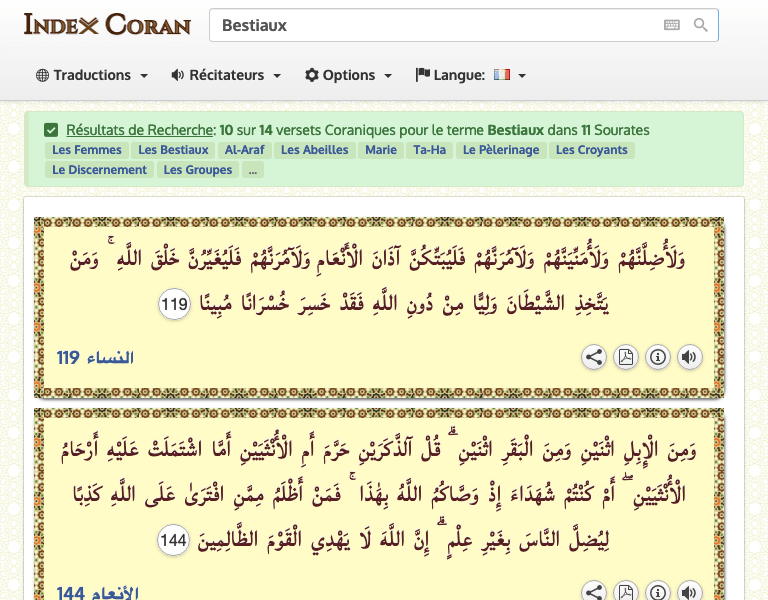 INDEX CORAN
Bestiaux
Traductions
Récitateurs
Options
Langue:
Résultats de Recherche: 10 sur 14 versets Coraniques pour le terme Bestiaux dans 11 Sourates
Les Femmes Les Bestiaux Al-Araf Les Abeilles Marie Ta-Ha Le Pèlerinage Les Croyants
Le Discernement Les Groupes ...
وَلَأُضِلَّنَّهُمْ وَلَأُمَنِّيَنَّهُمْ وَلَآمُرَنَّهُمْ فَلَيُبَتِّكُنَّ آذَانَ الْأَنْعَامِ وَلَآمُرَنَّهُمْ فَلَيُغَيِّرُنَّ خَلْقَ اللَّهِ ۚ وَمَنْ
يَتَّخِذِ الشَّيْطَانَ وَلِيًّا مِنْ دُونِ اللَّهِ فَقَدْ خَسِرَ خُسْرَانًا مُبِينًا 119
النساء 119
وَمِنَ الْإِبِلِ اثْنَيْنِ وَمِنَ الْبَقَرِ اثْنَيْنِ ۗ قُلْ آلذَّكَرَيْنِ حَرَّمَ أَمِ الْأُنْثَيَيْنِ أَمَّا اشْتَمَلَتْ عَلَيْهِ أَرْحَامُ
الْأُنْثَيَيْنِ ۖ أَمْ كُنْتُمْ شُهَدَاءَ إِذْ وَصَّاكُمُ اللَّهُ بِهَٰذَا ۚ فَمَنْ أَظْلَمُ مِمَّنِ افْتَرَىٰ عَلَى اللَّهِ كَذِبًا
لِيُضِلَّ النَّاسَ بِغَيْرِ عِلْمٍ ۗ إِنَّ اللَّهَ لَا يَهْدِي الْقَوْمَ الظَّالِمِينَ 144
الأنعام 144